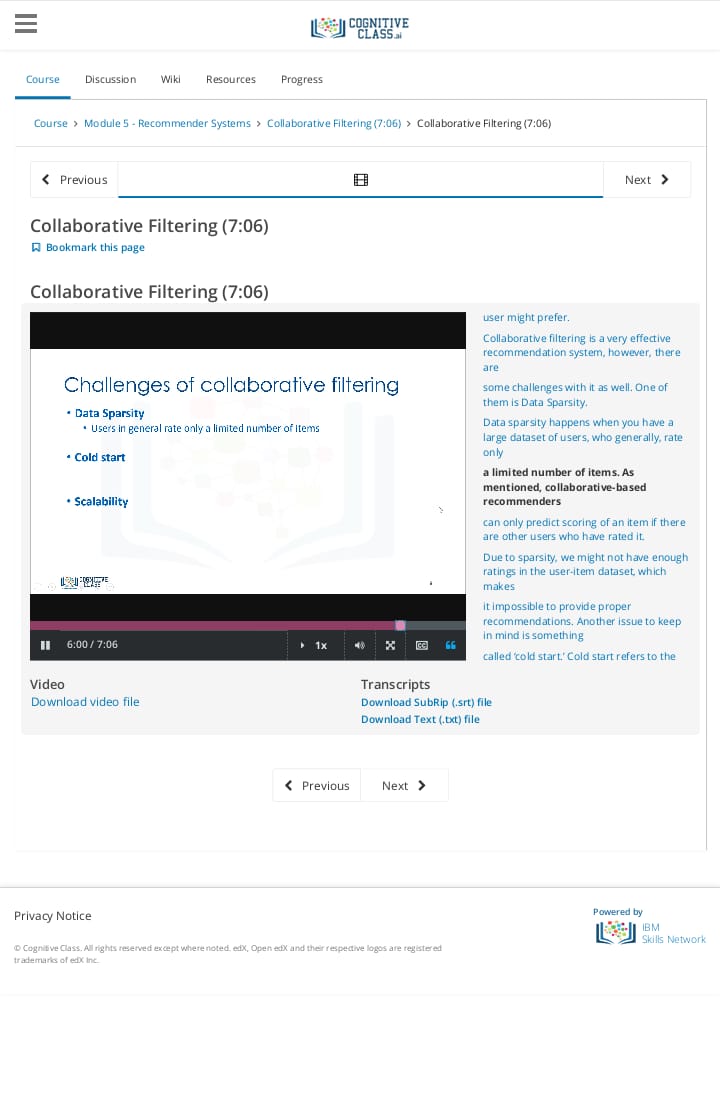 COGNITIVE
CLASS.ai
Course Discussion Wiki Resources Progress
Course > Module 5 - Recommender Systems > Collaborative Filtering (7:06) > Collaborative Filtering (7:06)
Previous Next
Collaborative Filtering (7:06)
Bookmark this page
Collaborative Filtering (7:06)
Challenges of collaborative filtering
• Data Sparsity
• Users in general rate only a limited number of items
• Cold start
• Scalability
COGNITIVE
CLASS
6:00 / 7:06 1x CC
user might prefer.
Collaborative filtering is a very effective
recommendation system, however, there
are
some challenges with it as well. One of
them is Data Sparsity.
Data sparsity happens when you have a
large dataset of users, who generally, rate
only
a limited number of items. As
mentioned, collaborative-based
recommenders
can only predict scoring of an item if there
are other users who have rated it.
Due to sparsity, we might not have enough
ratings in the user-item dataset, which
makes
it impossible to provide proper
recommendations. Another issue to keep
in mind is something
called ‘cold start.’ Cold start refers to the
Video
Download video file
Transcripts
Download SubRip (.srt) file
Download Text (.txt) file
Previous Next
Privacy Notice
© Cognitive Class. All rights reserved except where noted. edX, Open edX and their respective logos are registered
trademarks of edX Inc.
Powered by
IBM
Skills Network